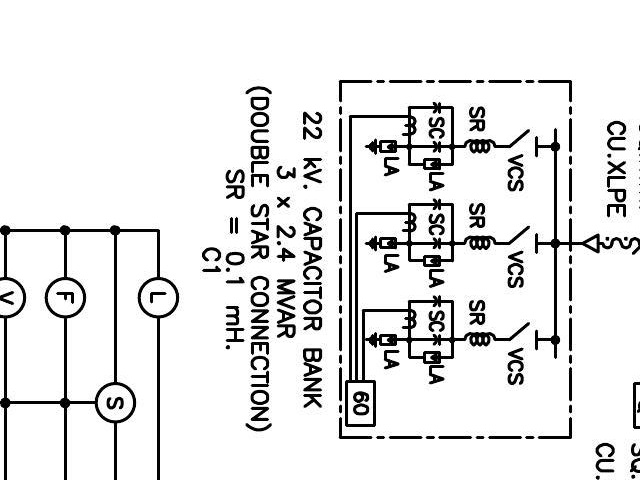 CU.XLPE
SQ.
CU.
VCS
VCS
VCS
SR
SR
SR
SC
LA
LA
SC
LA
LA
SC
LA
LA
60
22 kV. CAPACITOR BANK
3 x 2.4 MVAR
(DOUBLE STAR CONNECTION)
SR = 0.1 mH.
C1
L
S
F
V